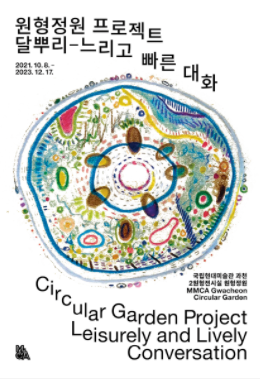 원형정원 프로젝트
달뿌리–느리고 빠른 대화
2021. 10. 8. –
2023. 12. 17.
국립현대미술관 과천
2원형전시실 원형정원
MMCA Gwacheon
Circular Garden
Circular Garden Project
Leisurely and Lively
Conversation